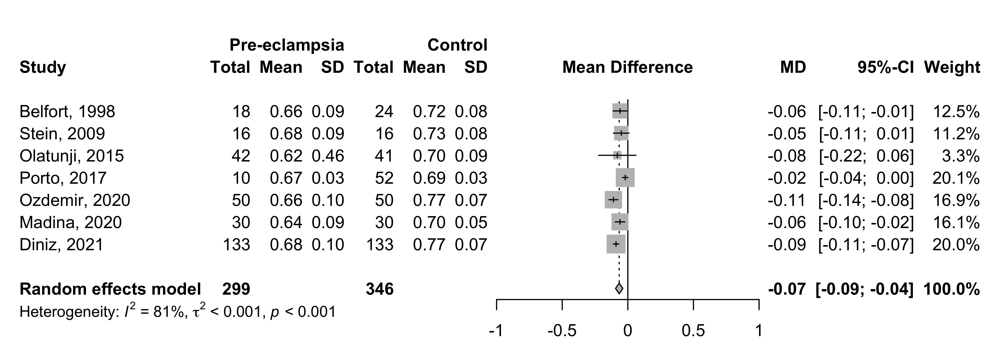 Pre-eclampsia Control
Study Total Mean SD Total Mean SD Mean Difference MD 95%-CI Weight
Belfort, 1998 18 0.66 0.09 24 0.72 0.08 -0.06 [-0.11; -0.01] 12.5%
Stein, 2009 16 0.68 0.09 16 0.73 0.08 -0.05 [-0.11; 0.01] 11.2%
Olatunji, 2015 42 0.62 0.46 41 0.70 0.09 -0.08 [-0.22; 0.06] 3.3%
Porto, 2017 10 0.67 0.03 52 0.69 0.03 -0.02 [-0.04; 0.00] 20.1%
Ozdemir, 2020 50 0.66 0.10 50 0.77 0.07 -0.11 [-0.14; -0.08] 16.9%
Madina, 2020 30 0.64 0.09 30 0.70 0.05 -0.06 [-0.10; -0.02] 16.1%
Diniz, 2021 133 0.68 0.10 133 0.77 0.07 -0.09 [-0.11; -0.07] 20.0%
Random effects model 299 346 -0.07 [-0.09; -0.04] 100.0%
Heterogeneity: I² = 81%, τ² < 0.001, p < 0.001
-1 -0.5 0 0.5 1